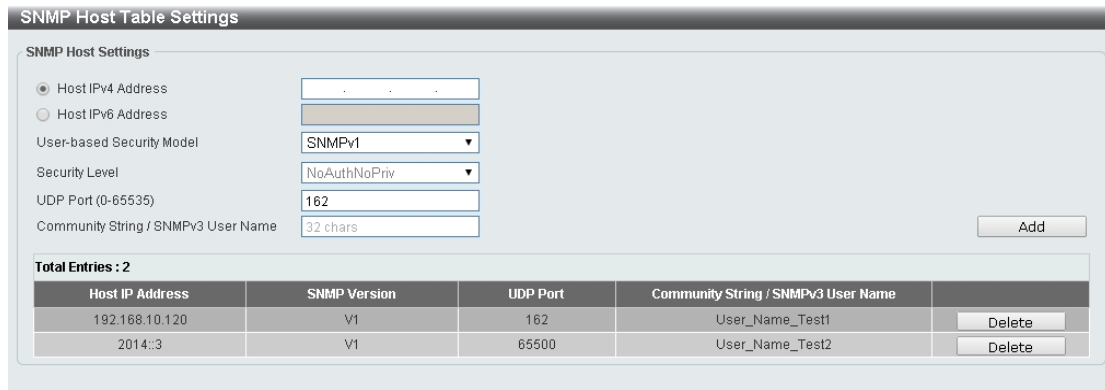 SNMP Host Table Settings
SNMP Host Settings
Host IPv4 Address . . .
Host IPv6 Address
User-based Security Model SNMPv1
Security Level NoAuthNoPriv
UDP Port (0-65535) 162
Community String / SNMPv3 User Name 32 chars Add
Total Entries : 2
Host IP Address SNMP Version UDP Port Community String / SNMPv3 User Name
192.168.10.120 V1 162 User_Name_Test1 Delete
2014::3 V1 65500 User_Name_Test2 Delete